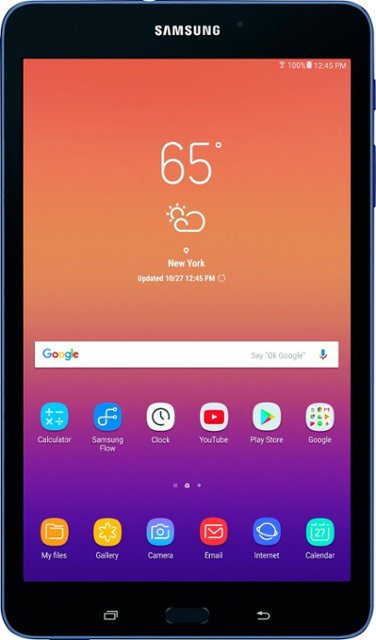 SAMSUNG
100% 12:45 PM
65°
New York
Updated 10/27 12:45 PM
Google Say "Ok Google"
Calculator Samsung Flow Clock YouTube Play Store Google
My files Gallery Camera Email Internet Calendar
27